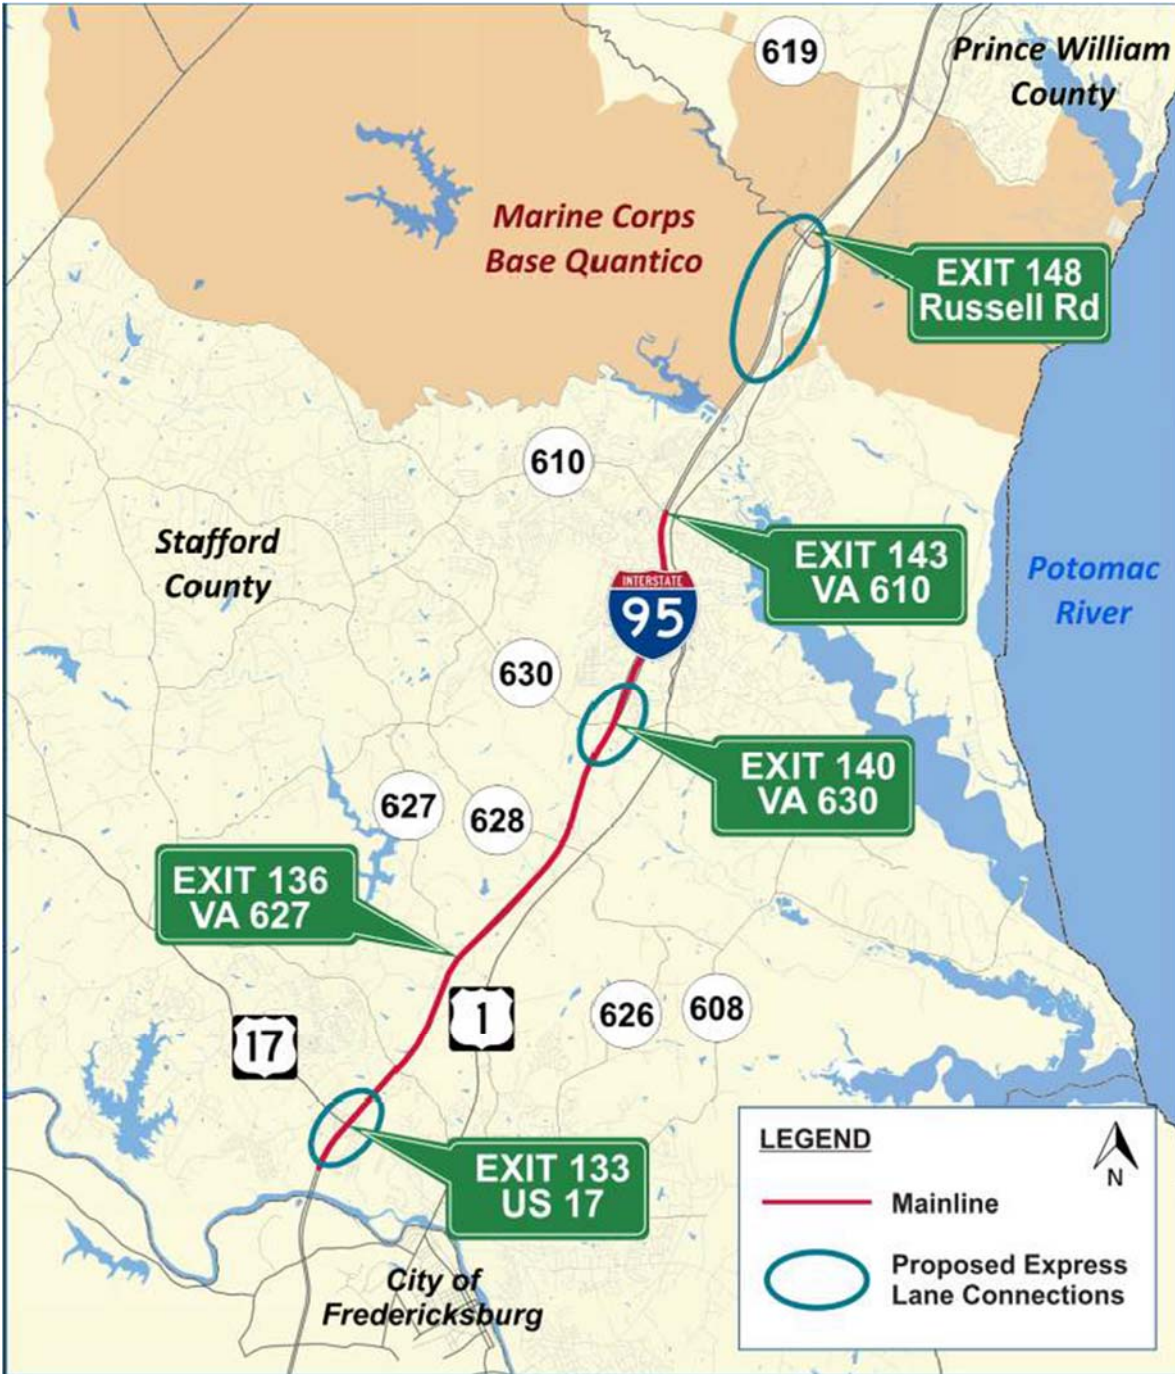 619
Prince William
County
Marine Corps
Base Quantico
EXIT 148
Russell Rd
610
Stafford
County
EXIT 143
VA 610
Potomac
River
INTERSTATE
95
630
EXIT 140
VA 630
627
628
EXIT 136
VA 627
1
626
608
17
EXIT 133
US 17
City of
Fredericksburg
LEGEND
N
Mainline
Proposed Express
Lane Connections